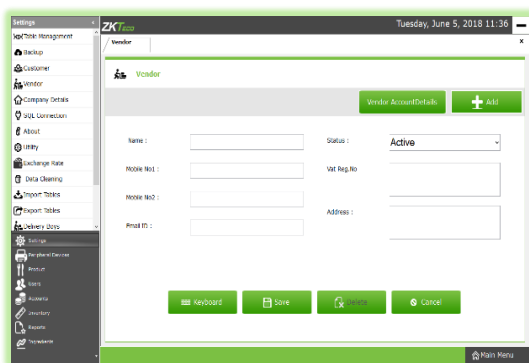 Settings
Table Management
Backup
Customer
Vendor
Company Details
SQL Connection
About
Utility
Exchange Rate
Data Cleaning
Import Tables
Export Tables
Delivery Boys
Settings
Peripheral Devices
Product
Users
Accounts
Inventory
Reports
Ingredients
ZKTeco
Tuesday, June 5, 2018 11:36
Vendor
x
Vendor
Vendor AccountDetails
Add
Name :
Status :
Active
Mobile No1 :
Vat Reg.No
Mobile No2 :
Address :
Email ID :
Keyboard
Save
Delete
Cancel
Main Menu